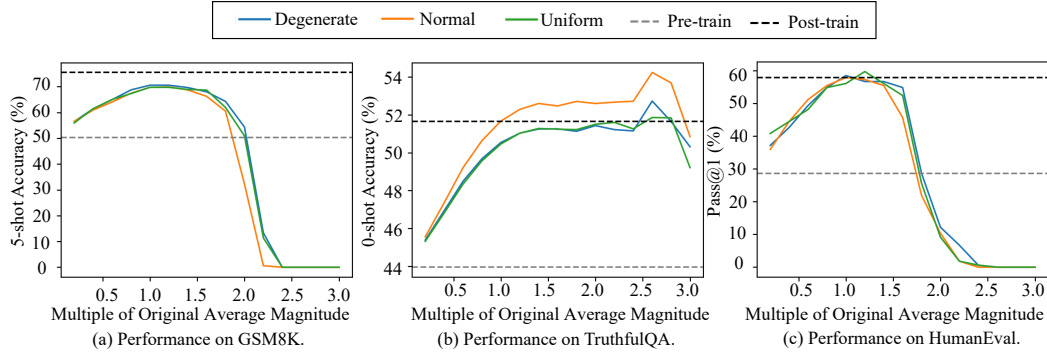 Degenerate Normal Uniform Pre-train Post-train
5-shot Accuracy (%)
70
60
50
40
30
20
10
0
0.5 1.0 1.5 2.0 2.5 3.0
Multiple of Original Average Magnitude
(a) Performance on GSM8K.
0-shot Accuracy (%)
54
52
50
48
46
44
0.5 1.0 1.5 2.0 2.5 3.0
Multiple of Original Average Magnitude
(b) Performance on TruthfulQA.
Pass@1 (%)
60
50
40
30
20
10
0
0.5 1.0 1.5 2.0 2.5 3.0
Multiple of Original Average Magnitude
(c) Performance on HumanEval.